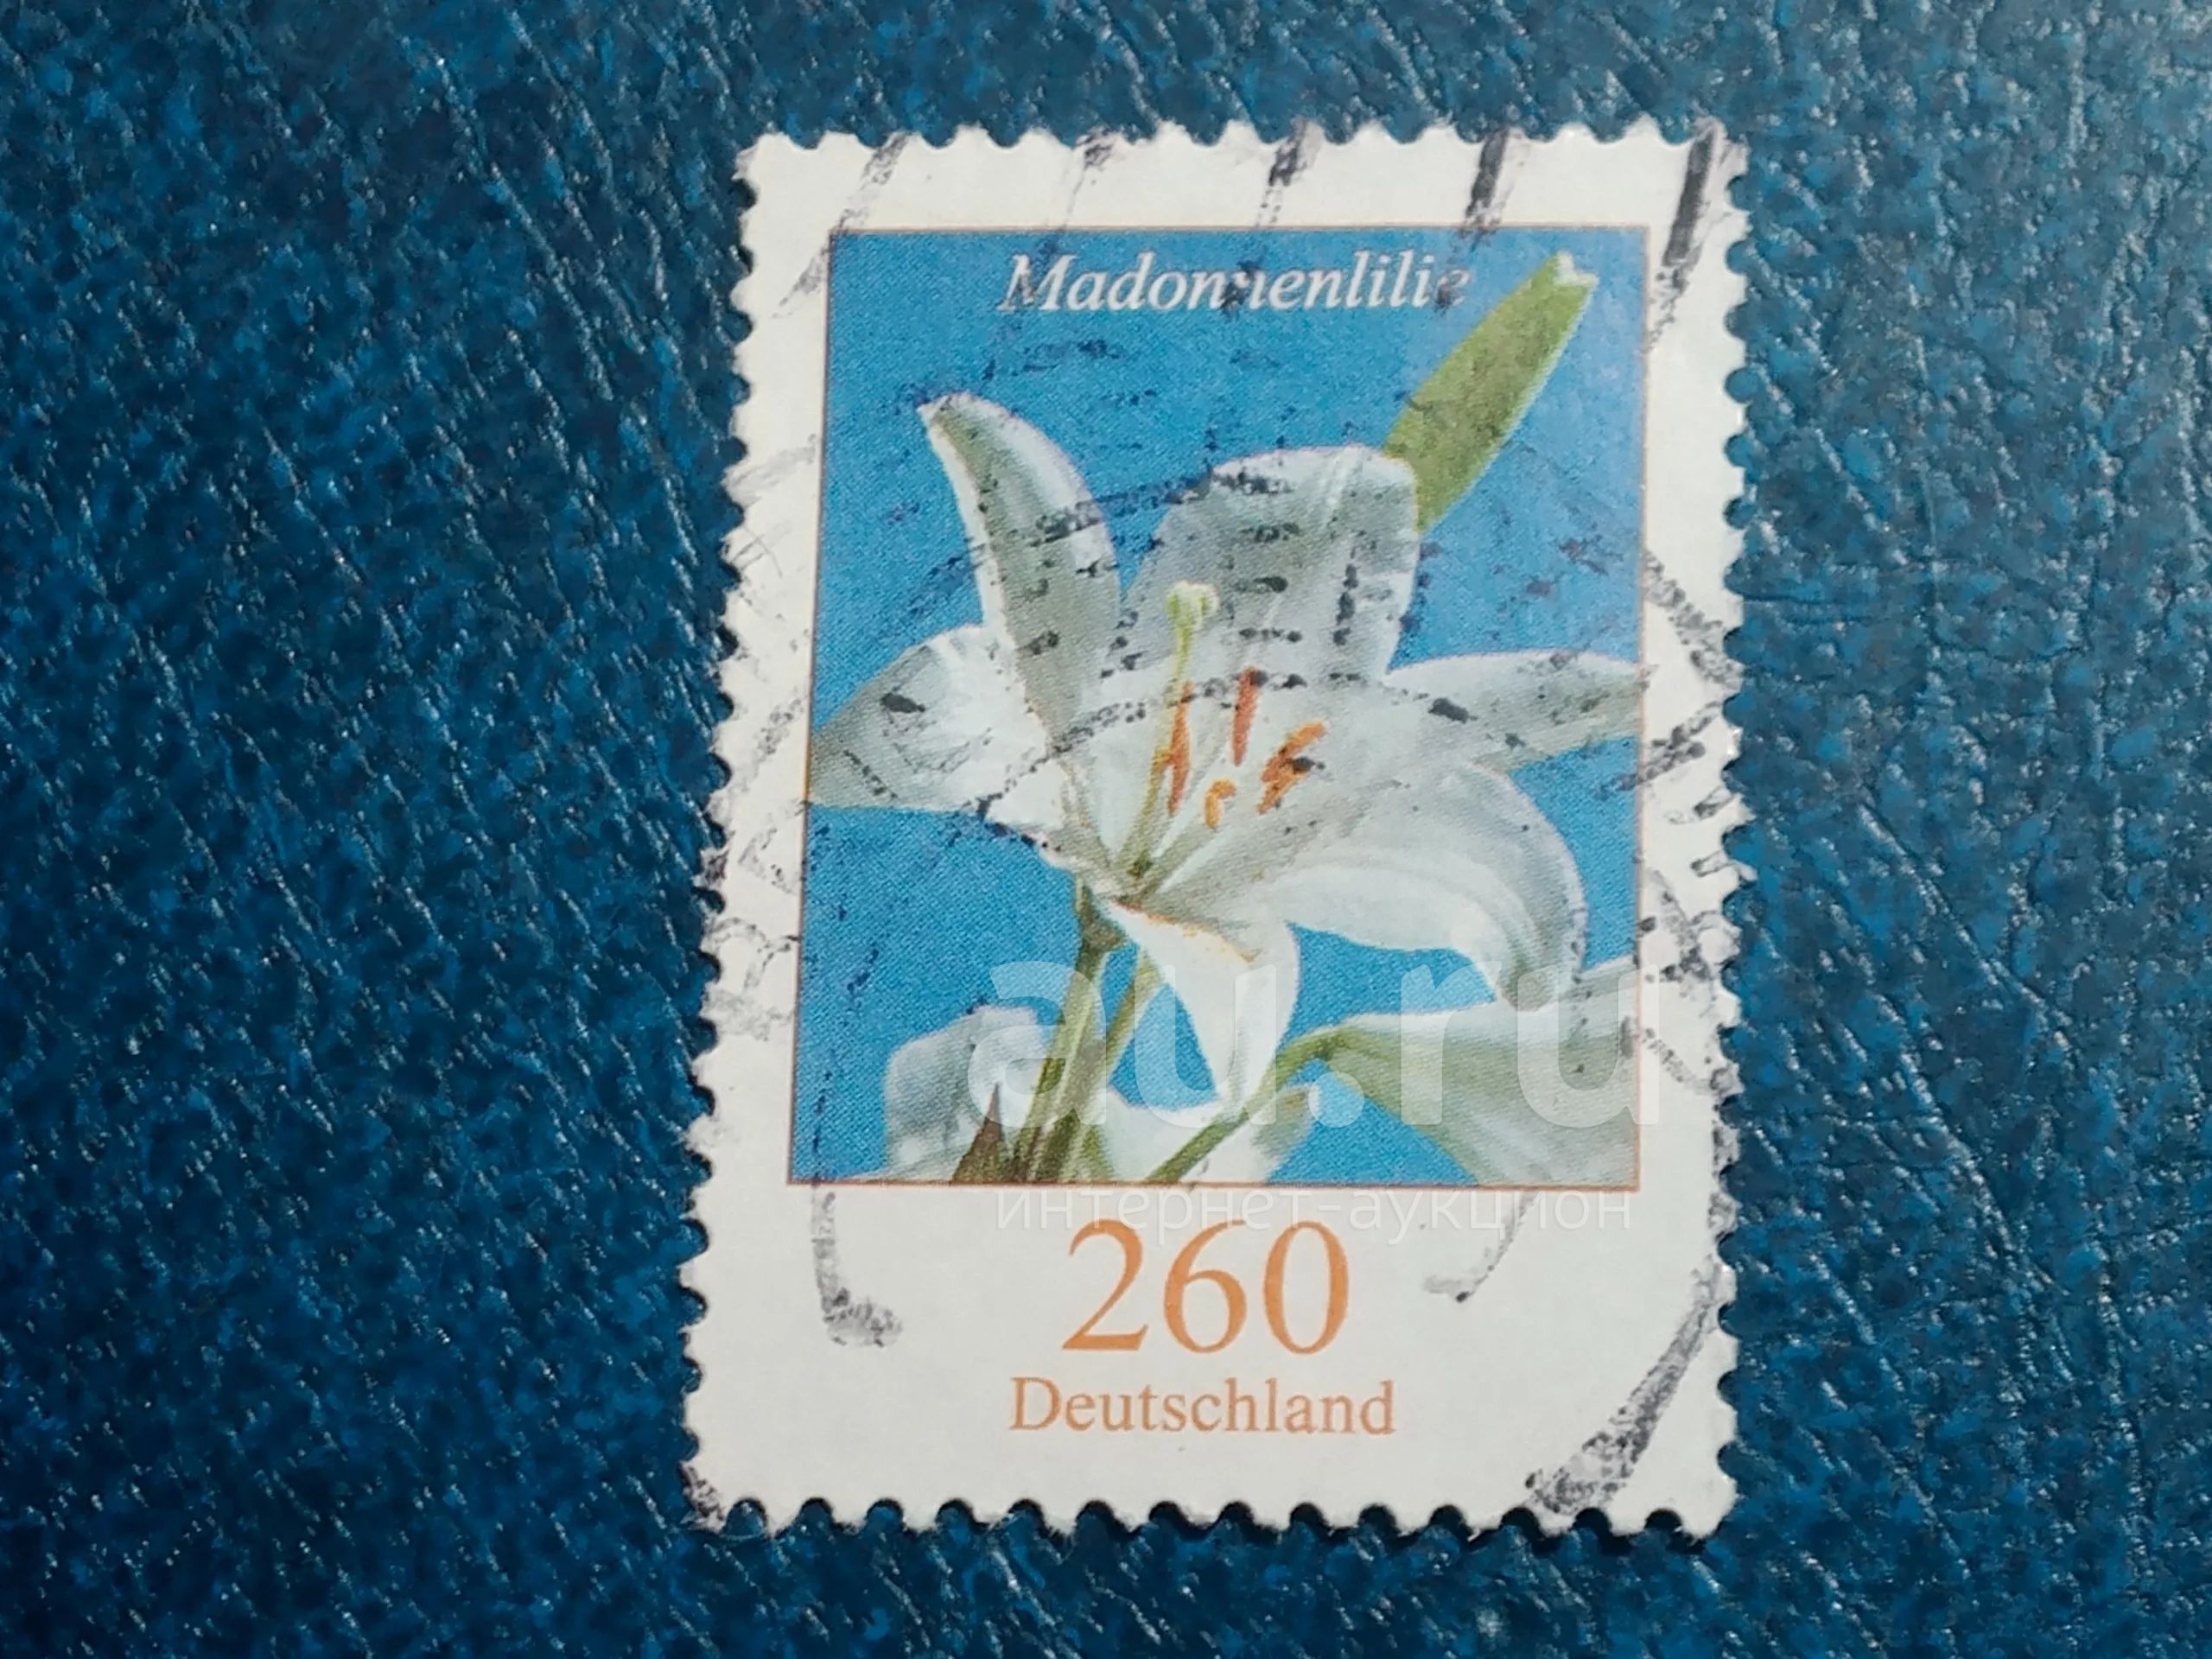 Madonnenlilie
au.ru
интернет-аукцион
260
Deutschland